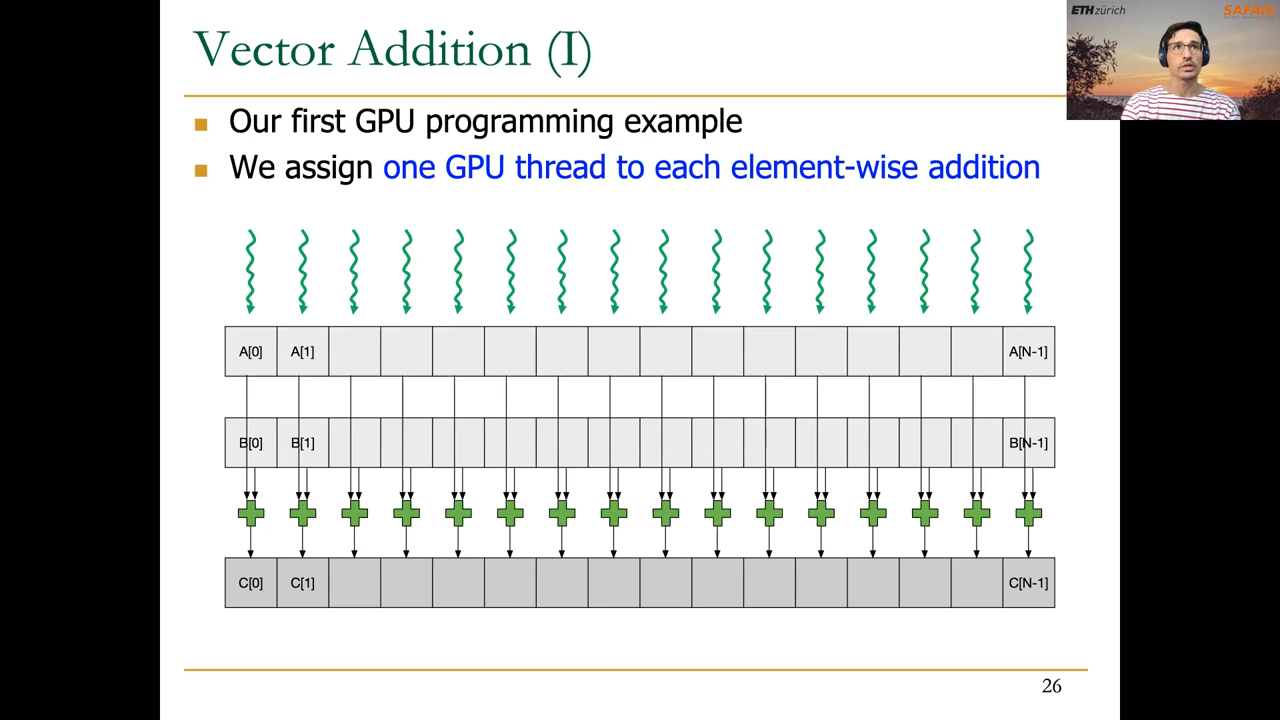 Vector Addition (I)
ETH zürich
SAFARI
Our first GPU programming example
We assign one GPU thread to each element-wise addition
A[0] A[1] A[N-1]
B[0] B[1] B[N-1]
C[0] C[1] C[N-1]
26